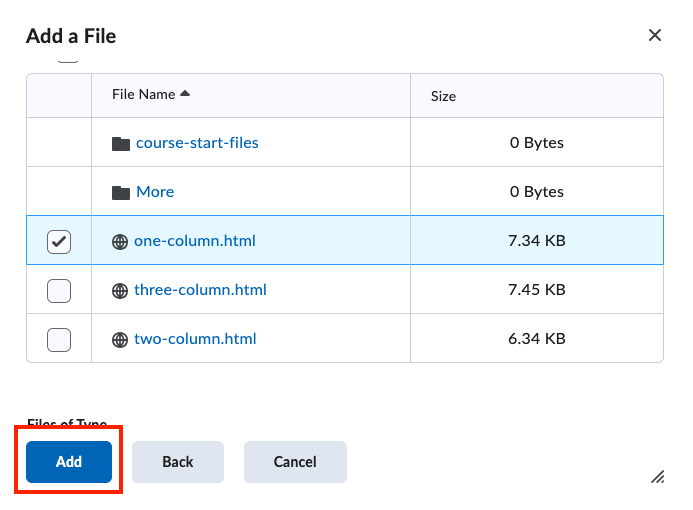 Add a File
File Name Size
course-start-files 0 Bytes
More 0 Bytes
one-column.html 7.34 KB
three-column.html 7.45 KB
two-column.html 6.34 KB
Files of Type
Add Back Cancel